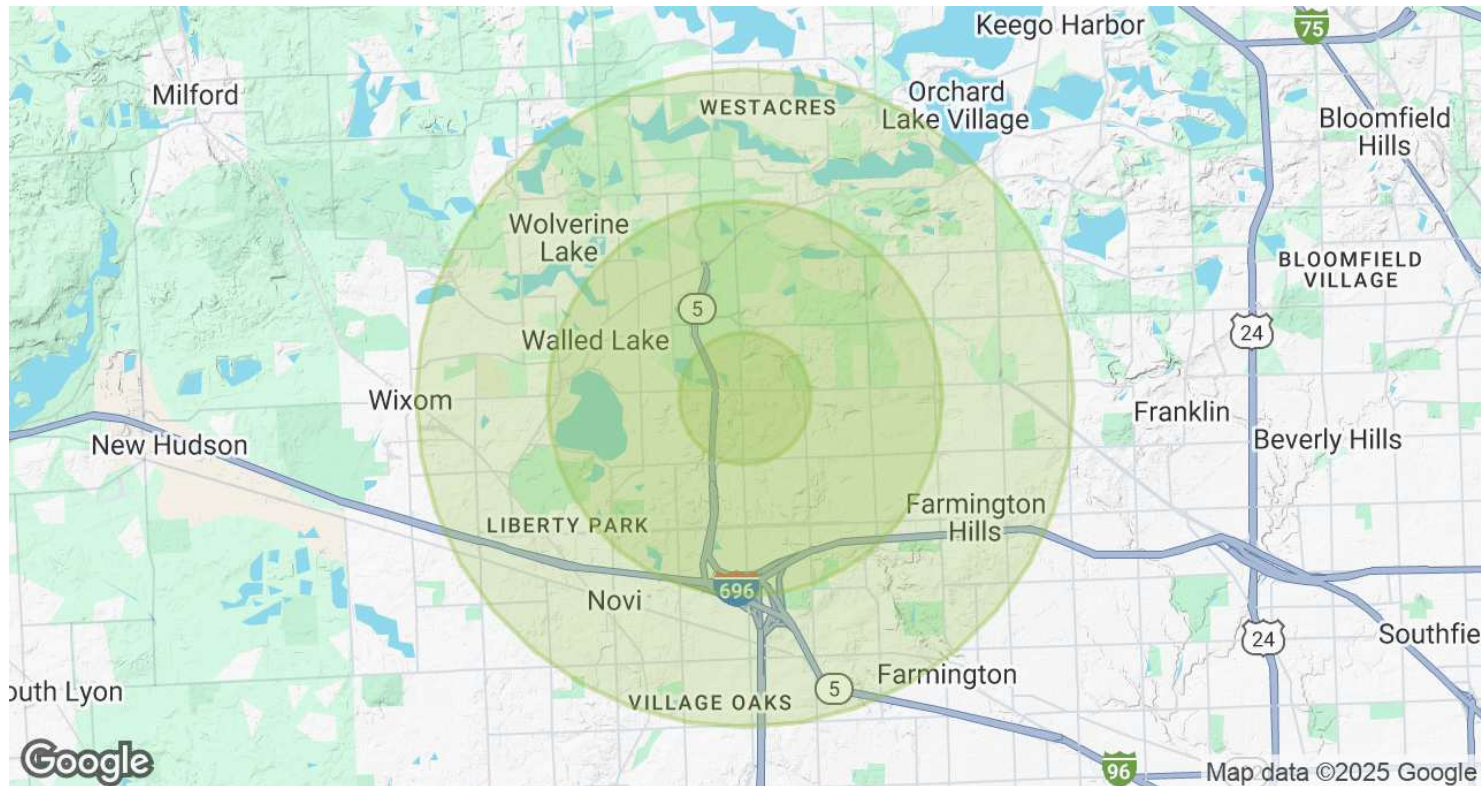 Keego Harbor
75
Milford
WESTACRES
Orchard
Lake Village
Bloomfield
Hills
Wolverine
Lake
BLOOMFIELD
VILLAGE
5
24
Walled Lake
Wixom
Franklin
New Hudson
Beverly Hills
Farmington
Hills
LIBERTY PARK
696
Novi
24
Southfie
outh Lyon
Farmington
5
VILLAGE OAKS
Google
96
Map data ©2025 Google